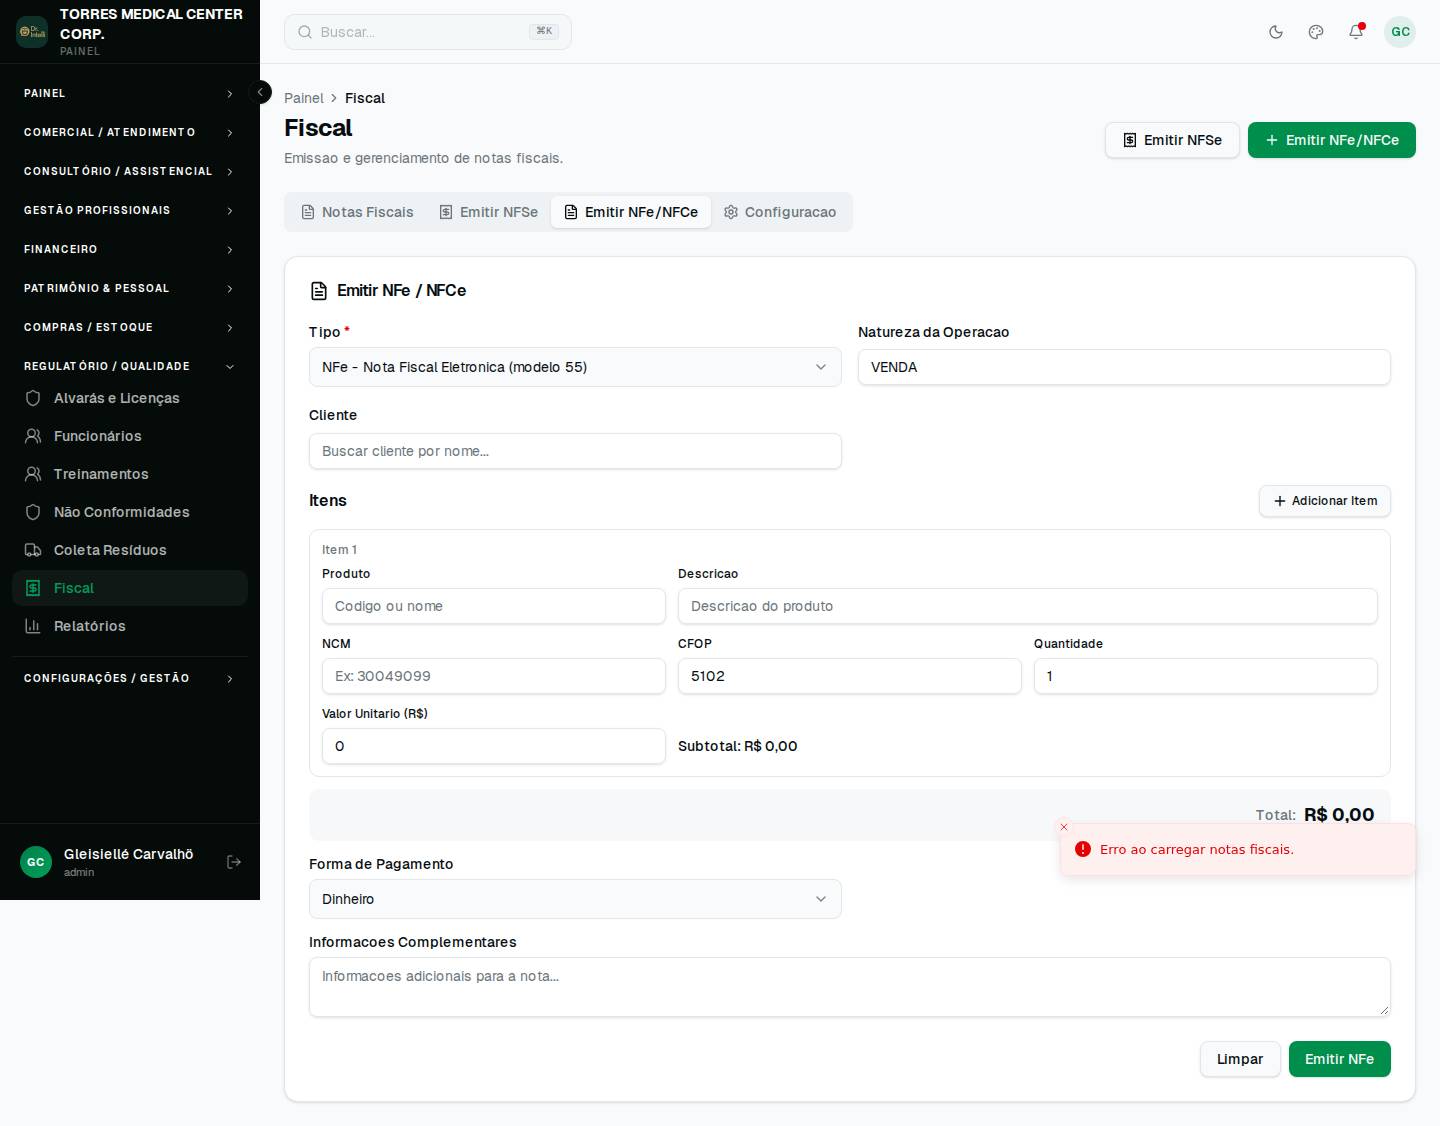 TORRES MEDICAL CENTER
CORP.
PAINEL
Dr.
Intelli
PAINEL
COMERCIAL / ATENDIMENTO
CONSULTÓRIO / ASSISTENCIAL
GESTÃO PROFISSIONAIS
FINANCEIRO
PATRIMÔNIO & PESSOAL
COMPRAS / ESTOQUE
REGULATÓRIO / QUALIDADE
Alvarás e Licenças
Funcionários
Treinamentos
Não Conformidades
Coleta Resíduos
Fiscal
Relatórios
CONFIGURAÇÕES / GESTÃO
GC
Gleisiellé Carvalhö
admin
Buscar...
⌘K
GC
Painel > Fiscal
Fiscal
Emissao e gerenciamento de notas fiscais.
Emitir NFSe
Emitir NFe/NFCe
Notas Fiscais
Emitir NFSe
Emitir NFe/NFCe
Configuracao
Emitir NFe / NFCe
Tipo *
NFe - Nota Fiscal Eletronica (modelo 55)
Natureza da Operacao
VENDA
Cliente
Buscar cliente por nome...
Itens
Adicionar Item
Item 1
Produto
Codigo ou nome
Descricao
Descricao do produto
NCM
Ex: 30049099
CFOP
5102
Quantidade
1
Valor Unitario (R$)
0
Subtotal: R$ 0,00
Total: R$ 0,00
Erro ao carregar notas fiscais.
Forma de Pagamento
Dinheiro
Informacoes Complementares
Informacoes adicionais para a nota...
Limpar
Emitir NFe